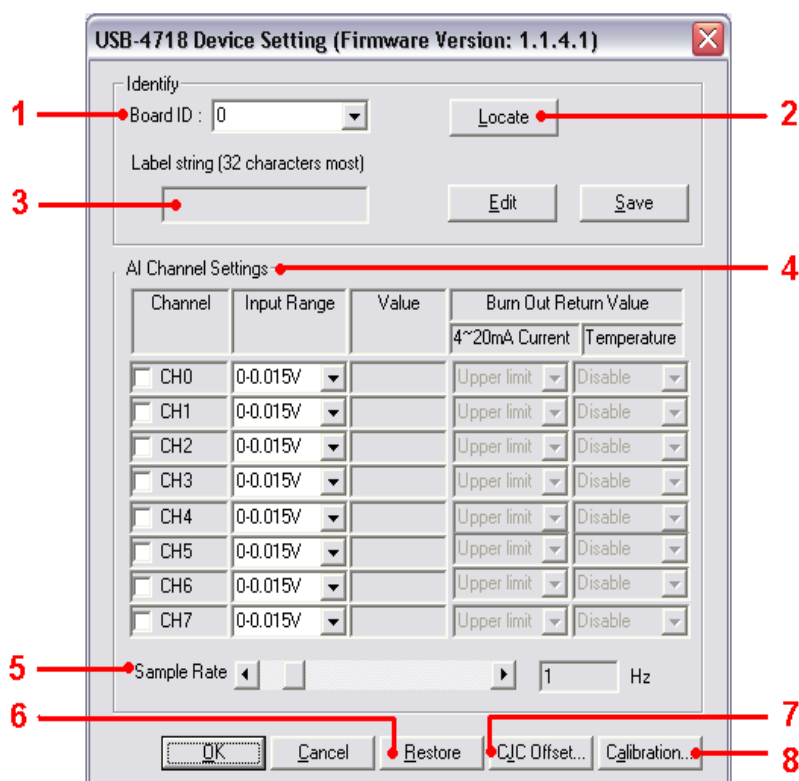 USB-4718 Device Setting (Firmware Version: 1.1.4.1)
Identify
1 Board ID : 0 Locate 2
Label string (32 characters most)
3 Edit Save
AI Channel Settings 4
Channel Input Range Value Burn Out Return Value
4~20mA Current Temperature
CH0 0-0.015V Upper limit Disable
CH1 0-0.015V Upper limit Disable
CH2 0-0.015V Upper limit Disable
CH3 0-0.015V Upper limit Disable
CH4 0-0.015V Upper limit Disable
CH5 0-0.015V Upper limit Disable
CH6 0-0.015V Upper limit Disable
CH7 0-0.015V Upper limit Disable
5 Sample Rate 1 Hz
6 7
OK Cancel Restore CJC Offset... Calibration... 8